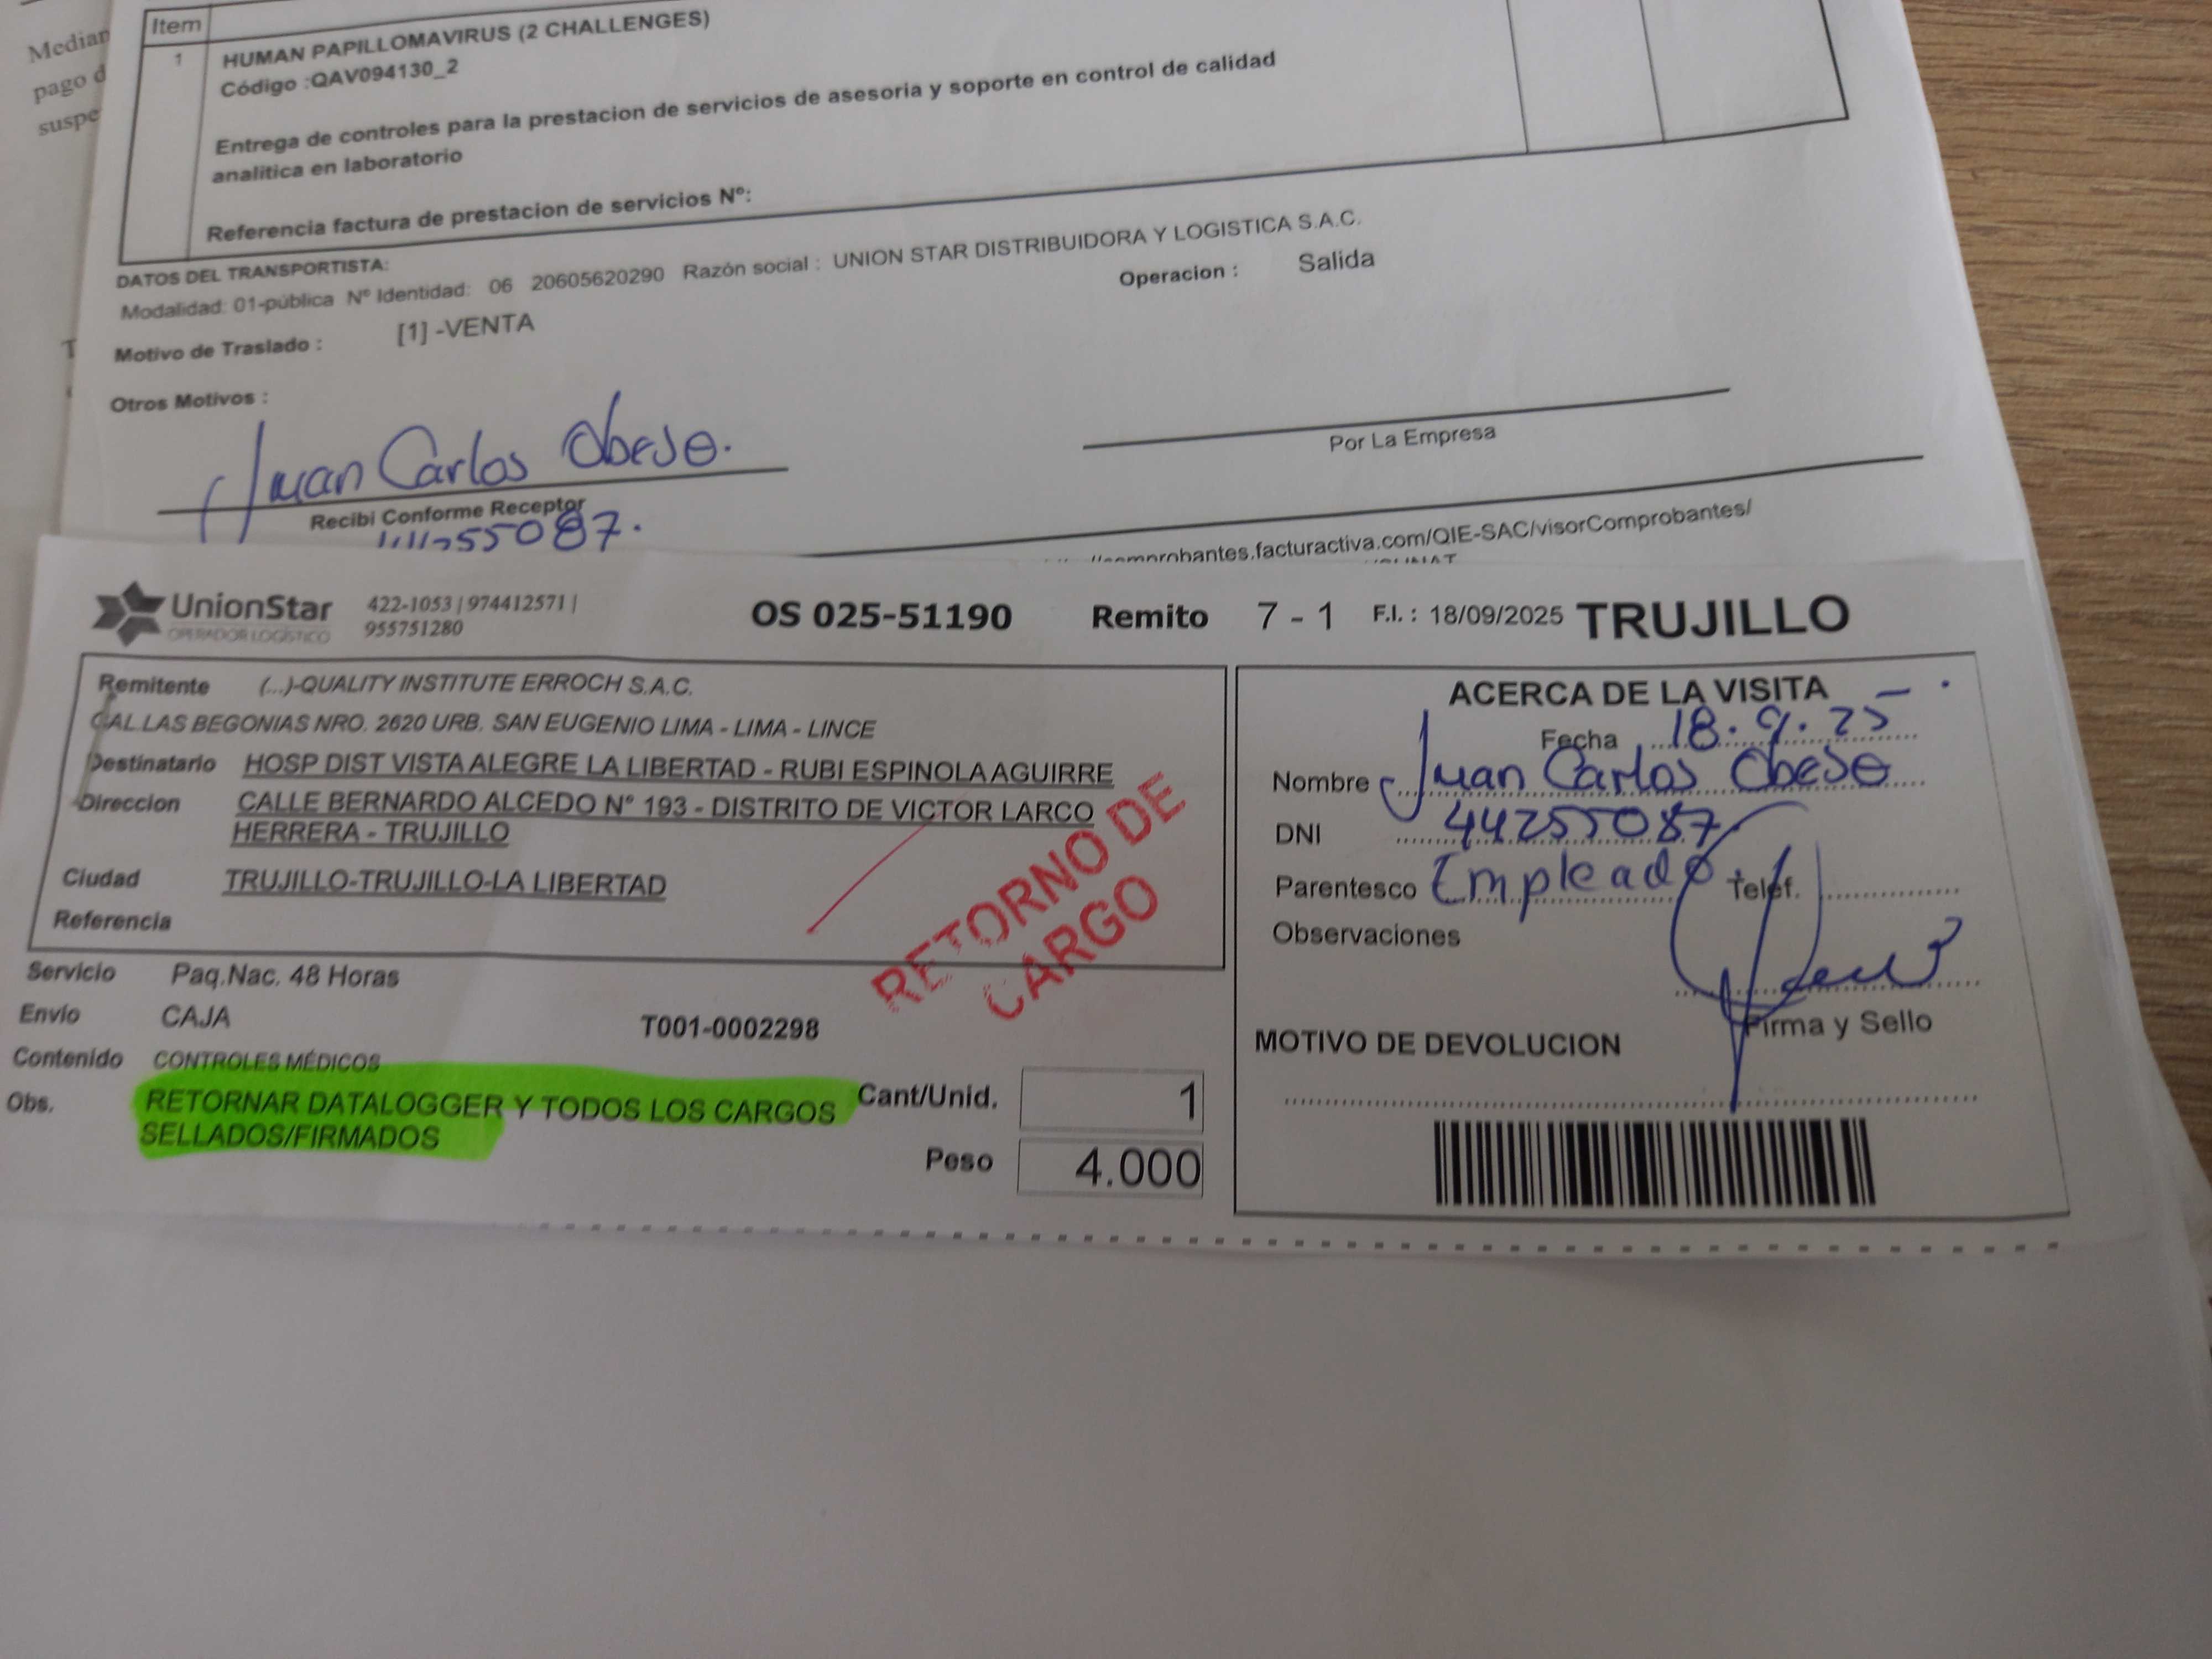 Median
pago d
suspe
T
Item
1 HUMAN PAPILLOMAVIRUS (2 CHALLENGES)
Código :QAV094130_2
Entrega de controles para la prestacion de servicios de asesoria y soporte en control de calidad
analítica en laboratorio
Referencia factura de prestacion de servicios Nº:
DATOS DEL TRANSPORTISTA:
Modalidad: 01-pública Nº Identidad: 06 20605620290 Razón social : UNION STAR DISTRIBUIDORA Y LOGISTICA S.A.C.
Motivo de Traslado : [1] -VENTA Operacion : Salida
Otros Motivos :
Juan Carlos Obeso.
Recibi Conforme Receptor
55087.
Por La Empresa
comprobantes.facturactiva.com/QIE-SAC/visorComprobantes/
UnionStar
OPERADOR LOGÍSTICO
422-1053 | 974412571 |
955751280
OS 025-51190 Remito 7 - 1 F.I. : 18/09/2025 TRUJILLO
Remitente (...)-QUALITY INSTITUTE ERROCH S.A.C.
CAL.LAS BEGONIAS NRO. 2620 URB. SAN EUGENIO LIMA - LIMA - LINCE
Destinatario HOSP DIST VISTA ALEGRE LA LIBERTAD - RUBI ESPINOLA AGUIRRE
Direccion CALLE BERNARDO ALCEDO N° 193 - DISTRITO DE VICTOR LARCO
HERRERA - TRUJILLO
Ciudad TRUJILLO-TRUJILLO-LA LIBERTAD
Referencia
RETORNO DE
CARGO
Servicio Paq.Nac. 48 Horas
Envío CAJA
T001-0002298
Contenido CONTROLES MÉDICOS
Obs. RETORNAR DATALOGGER Y TODOS LOS CARGOS
SELLADOS/FIRMADOS
Cant/Unid. 1
Peso 4.000
ACERCA DE LA VISITA
Fecha 18.9.25
Nombre Juan Carlos Obeso
DNI 44255087
Parentesco Empleado Telef.
Observaciones
Firma y Sello
MOTIVO DE DEVOLUCION